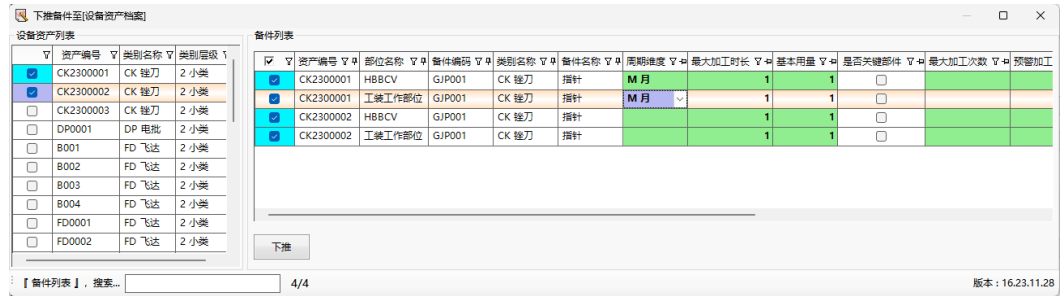 下推备件至[设备资产档案]
设备资产列表
资产编号 类别名称 类别层级
CK2300001 CK 锉刀 2 小类
CK2300002 CK 锉刀 2 小类
CK2300003 CK 锉刀 2 小类
DP0001 DP 电批 2 小类
B001 FD 飞达 2 小类
B002 FD 飞达 2 小类
B003 FD 飞达 2 小类
B004 FD 飞达 2 小类
FD0001 FD 飞达 2 小类
FD0002 FD 飞达 2 小类
备件列表
资产编号 部位名称 备件编码 类别名称 备件名称 周期维度 最大加工时长 基本用量 是否关键部件 最大加工次数 预警加工
CK2300001 HBBCV GJP001 CK 锉刀 指针 M 月 1 1
CK2300001 工装工作部位 GJP001 CK 锉刀 指针 M 月 1 1
CK2300002 HBBCV GJP001 CK 锉刀 指针 1 1
CK2300002 工装工作部位 GJP001 CK 锉刀 指针 1 1
下推
『 备件列表 』, 搜索... 4/4 版本：16.23.11.28